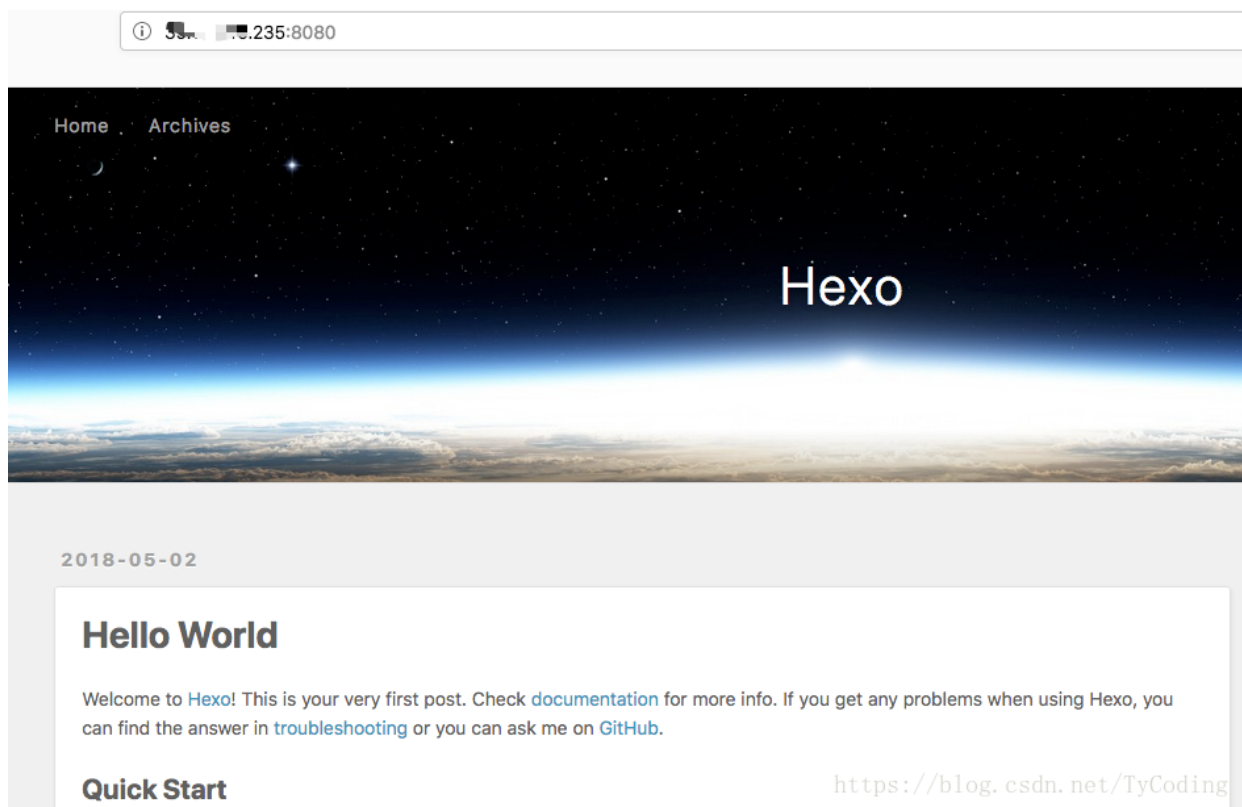 .235:8080
Home Archives
Hexo
2018-05-02
Hello World
Welcome to Hexo! This is your very first post. Check documentation for more info. If you get any problems when using Hexo, you
can find the answer in troubleshooting or you can ask me on GitHub.
Quick Start
https://blog.csdn.net/TyCoding